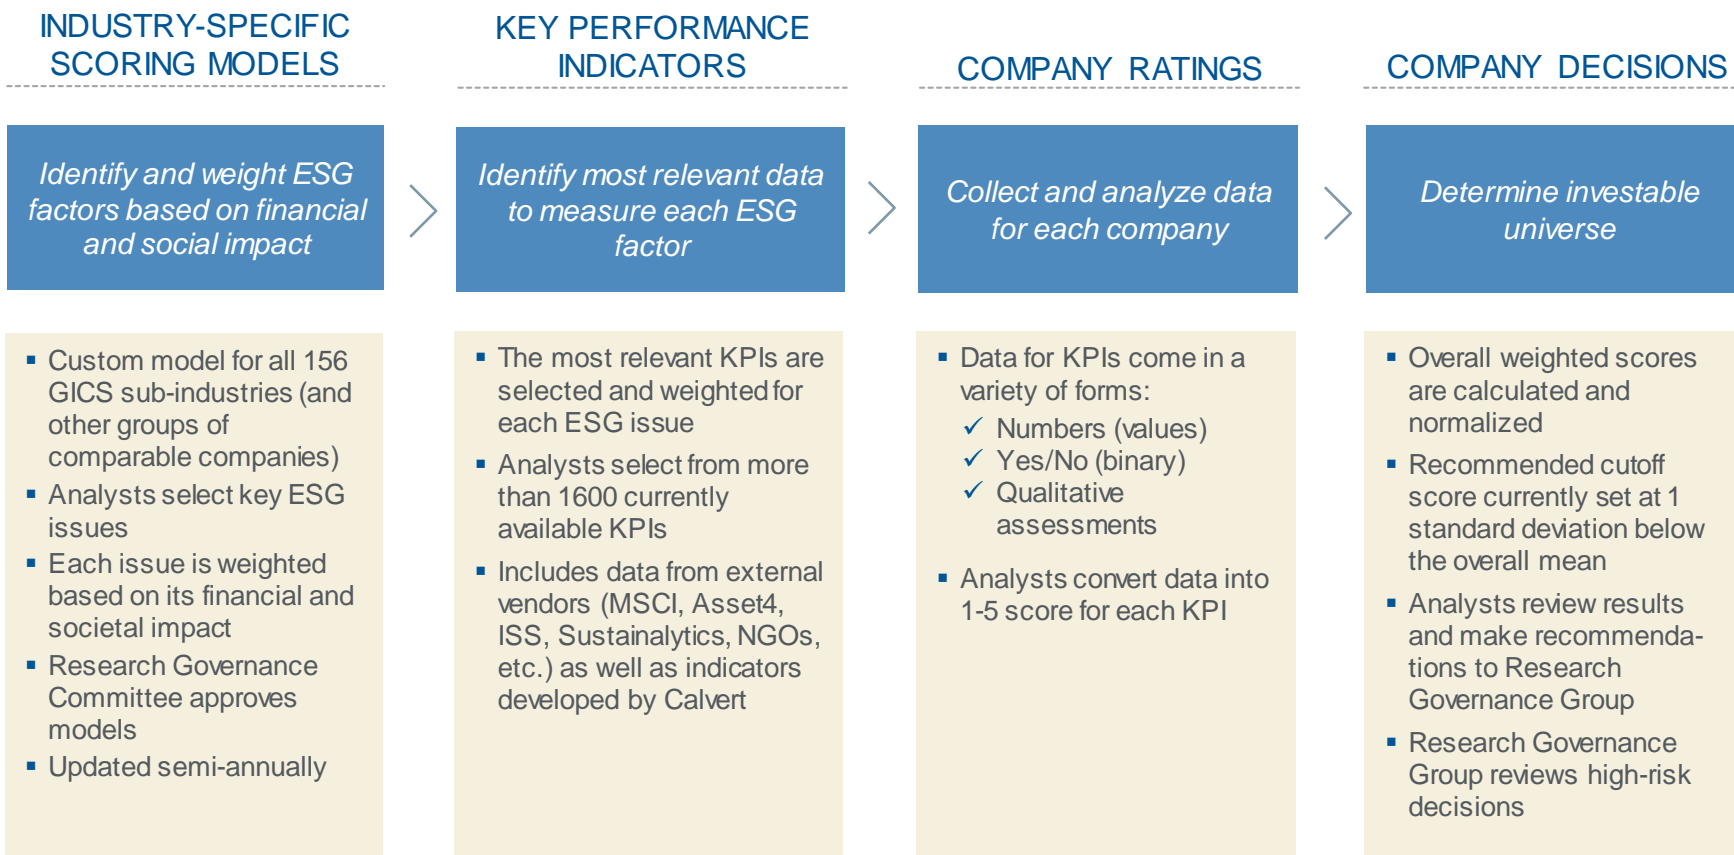 INDUSTRY-SPECIFIC
SCORING MODELS
Identify and weight ESG
factors based on financial
and social impact
Custom model for all 156
GICS sub-industries (and
other groups of
comparable companies)
Analysts select key ESG
issues
Each issue is weighted
based on its financial and
societal impact
Research Governance
Committee approves
models
Updated semi-annually
KEY PERFORMANCE
INDICATORS
Identify most relevant data
to measure each ESG
factor
The most relevant KPIs are
selected and weighted for
each ESG issue
Analysts select from more
than 1600 currently
available KPIs
Includes data from external
vendors (MSCI, Asset4,
ISS, Sustainalytics, NGOs,
etc.) as well as indicators
developed by Calvert
COMPANY RATINGS
Collect and analyze data
for each company
Data for KPIs come in a
variety of forms:
Numbers (values)
Yes/No (binary)
Qualitative
assessments
Analysts convert data into
1-5 score for each KPI
COMPANY DECISIONS
Determine investable
universe
Overall weighted scores
are calculated and
normalized
Recommended cutoff
score currently set at 1
standard deviation below
the overall mean
Analysts review results
and make recommenda-
tions to Research
Governance Group
Research Governance
Group reviews high-risk
decisions